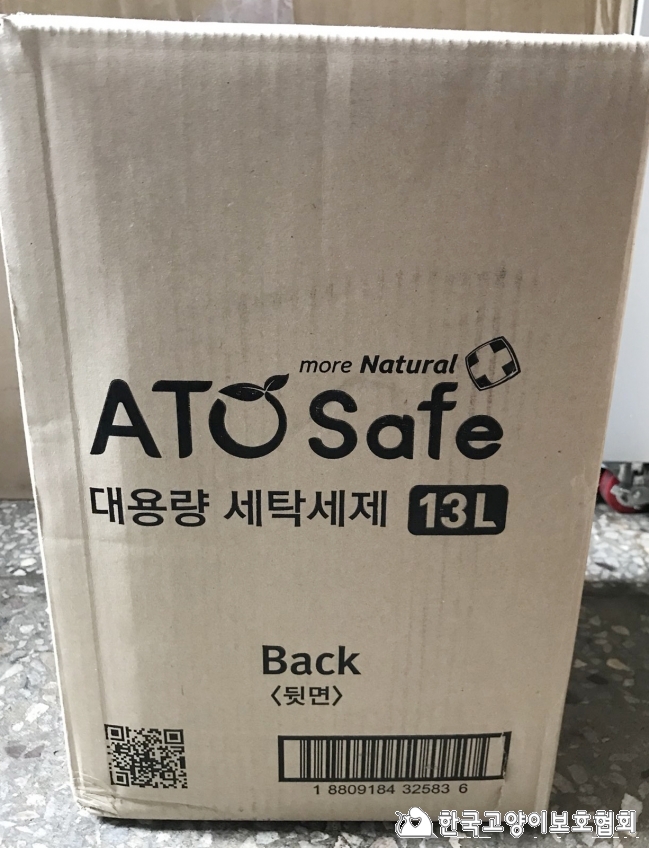 more Natural
ATO Safe
대용량 세탁세제 13L
Back
<뒷면>
1 8809184 32583 6
한국고양이보호협회